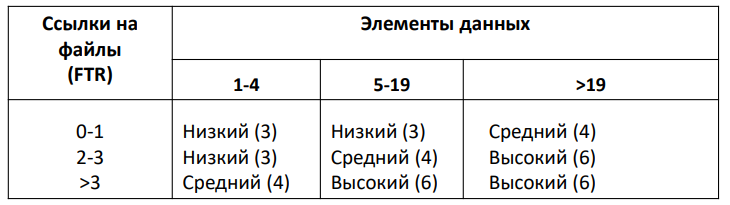 Ссылки на файлы (FTR) Элементы данных
1-4 5-19 >19
0-1 Низкий (3) Низкий (3) Средний (4)
2-3 Низкий (3) Средний (4) Высокий (6)
>3 Средний (4) Высокий (6) Высокий (6)